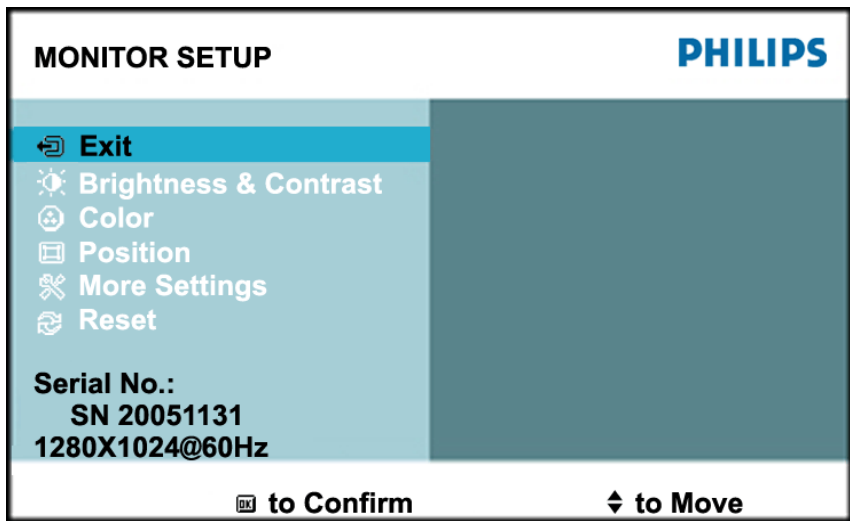 MONITOR SETUP
PHILIPS
Exit
Brightness & Contrast
Color
Position
More Settings
Reset
Serial No.:
SN 20051131
1280X1024@60Hz
OK to Confirm
to Move